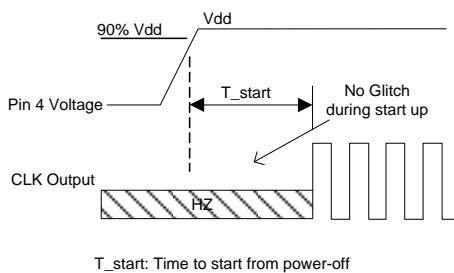 90% Vdd
Vdd
Pin 4 Voltage
T_start
No Glitch
during start up
CLK Output
HZ
T_start: Time to start from power-off